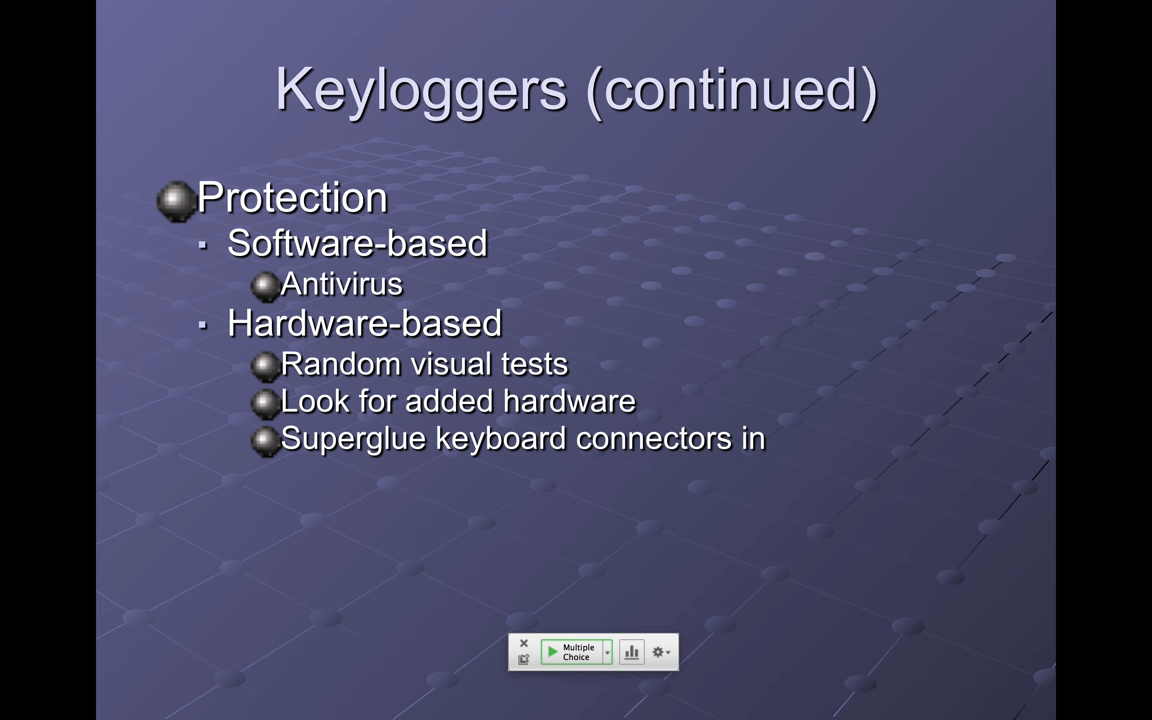 Keyloggers (continued)
Protection
Software-based
Antivirus
Hardware-based
Random visual tests
Look for added hardware
Superglue keyboard connectors in
Multiple
Choice